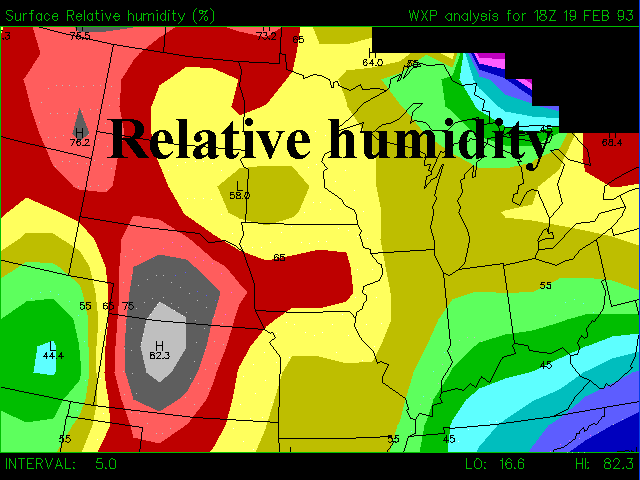 Surface Relative humidity (%) WXP analysis for 18Z 19 FEB 93
.3 H 76.5 H 73.2 65
64.0 55
45
H 76.2 Relative humidity
H 68.4
L 58.0
65
55
55 65 75
L 44.4 H 82.3
45
55 55 45
INTERVAL: 5.0 LO: 16.6 HI: 82.3